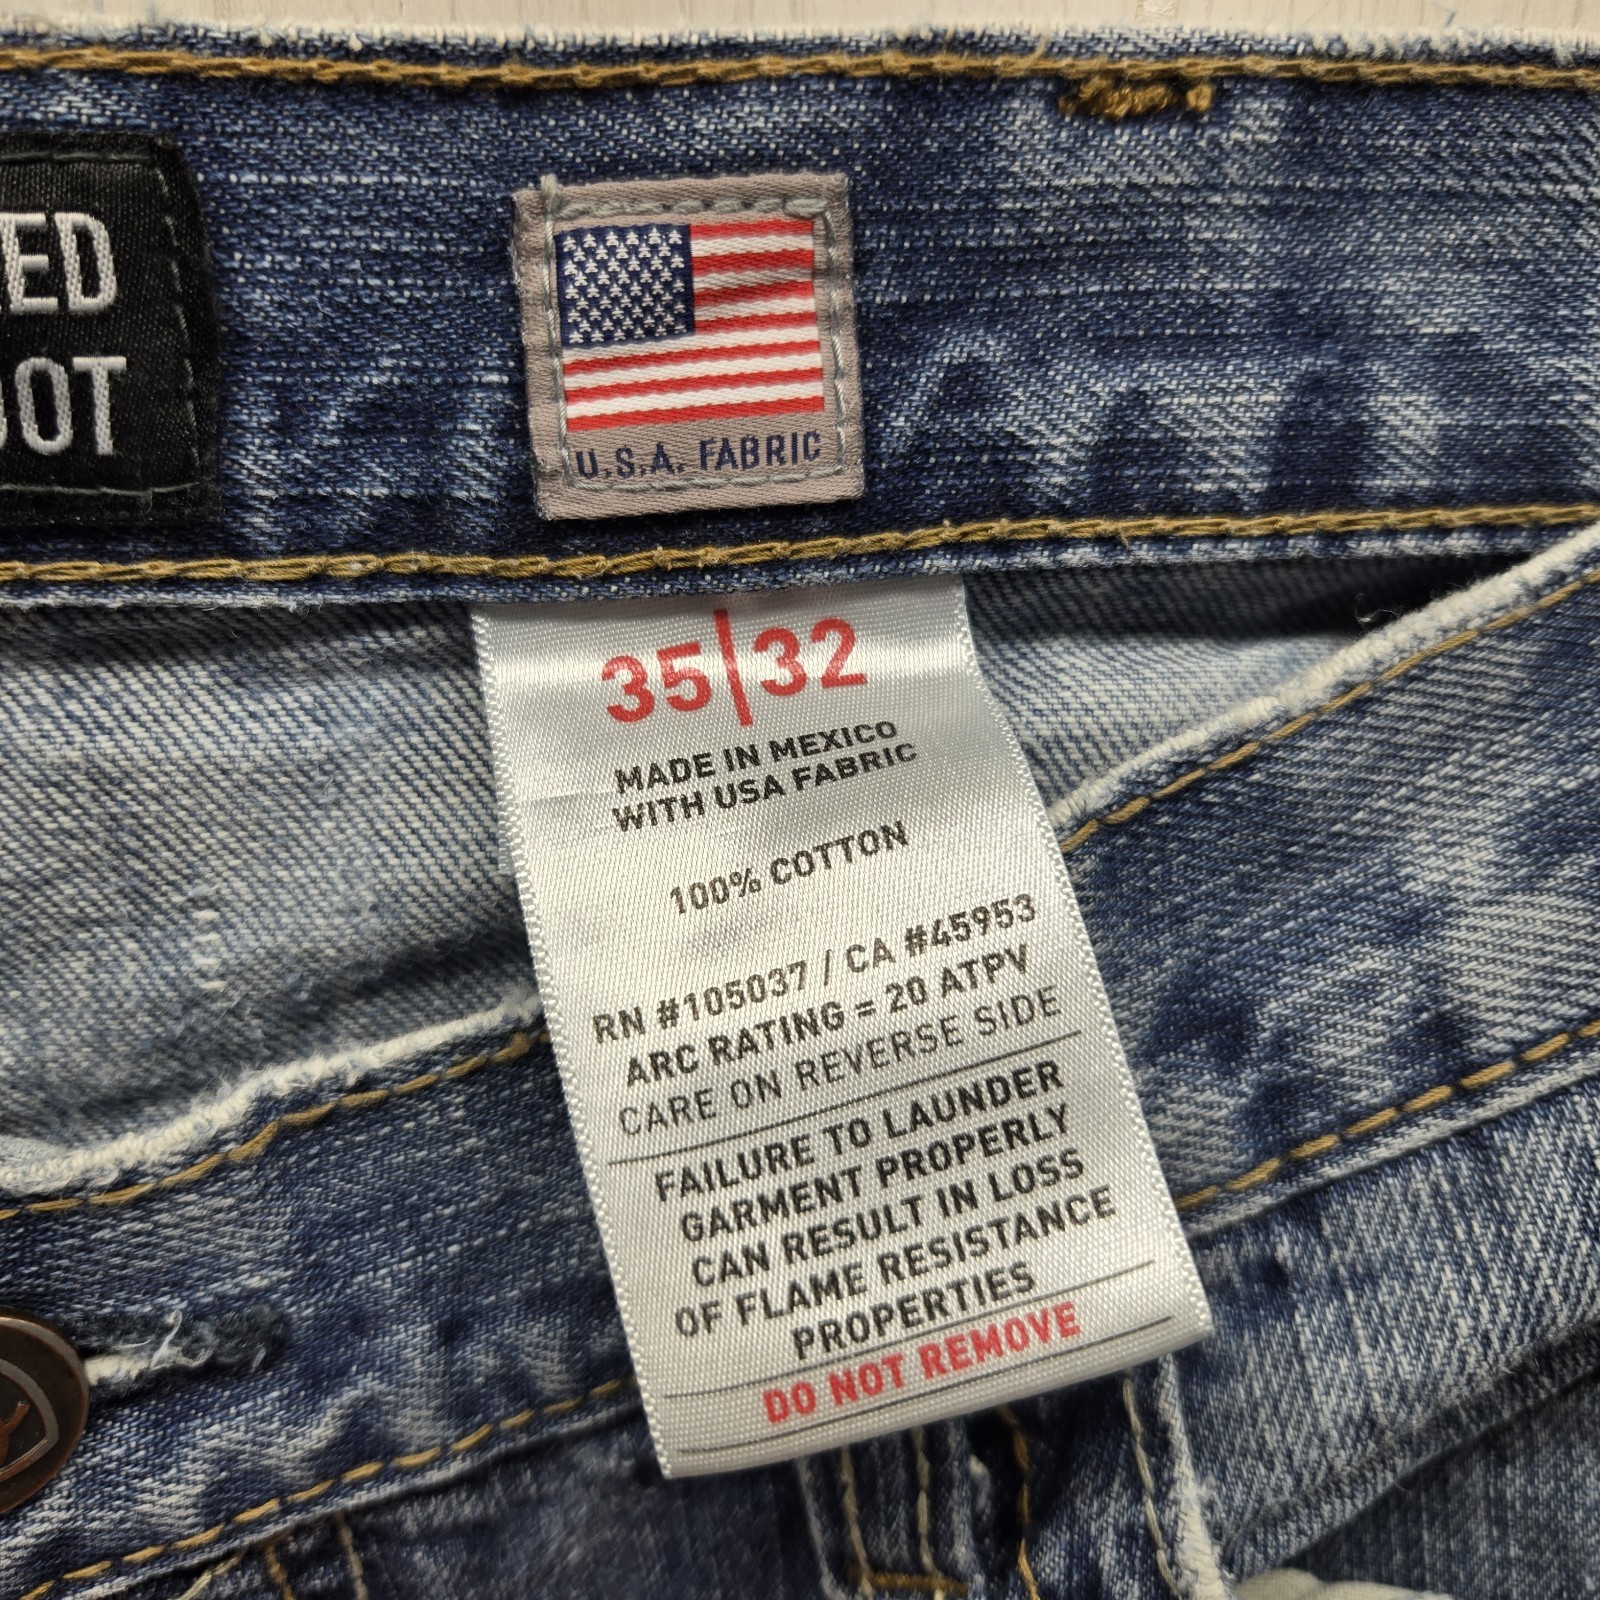 ED
OOT
U.S.A. FABRIC
35|32
MADE IN MEXICO
WITH USA FABRIC
100% COTTON
RN #105037 / CA #45953
ARC RATING = 20 ATPV
CARE ON REVERSE SIDE
FAILURE TO LAUNDER
GARMENT PROPERLY
CAN RESULT IN LOSS
OF FLAME RESISTANCE
PROPERTIES
DO NOT REMOVE